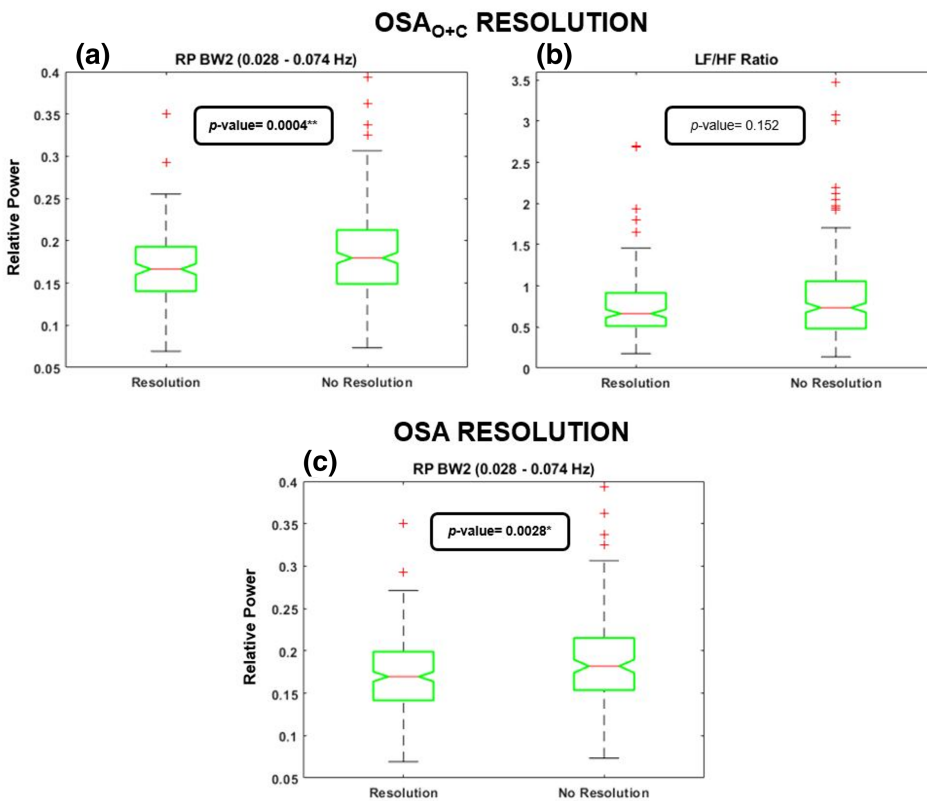 OSAO+C RESOLUTION
(a)
RP BW2 (0.028 - 0.074 Hz)
Relative Power
0.4
0.35
0.3
0.25
0.2
0.15
0.1
0.05
p-value= 0.0004**
Resolution
No Resolution
(b)
LF/HF Ratio
3.5
3
2.5
2
1.5
1
0.5
0
p-value= 0.152
Resolution
No Resolution
OSA RESOLUTION
(c)
RP BW2 (0.028 - 0.074 Hz)
Relative Power
0.4
0.35
0.3
0.25
0.2
0.15
0.1
0.05
p-value= 0.0028*
Resolution
No Resolution